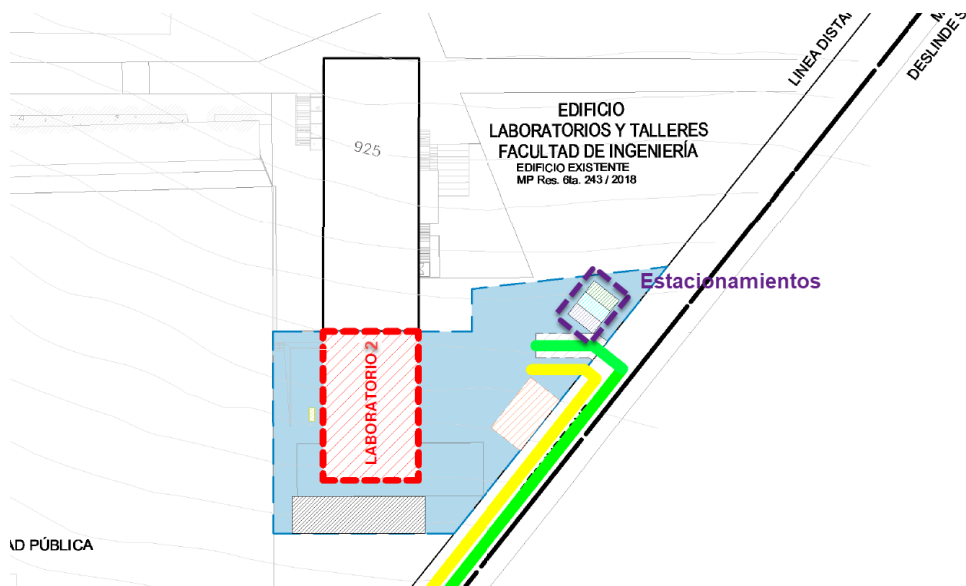 LINEA DISTAN
DESLINDE S
EDIFICIO
LABORATORIOS Y TALLERES
FACULTAD DE INGENIERÍA
EDIFICIO EXISTENTE
MP Res. 6ta. 243 / 2018
925
Estacionamientos
LABORATORIO 2
AD PÚBLICA